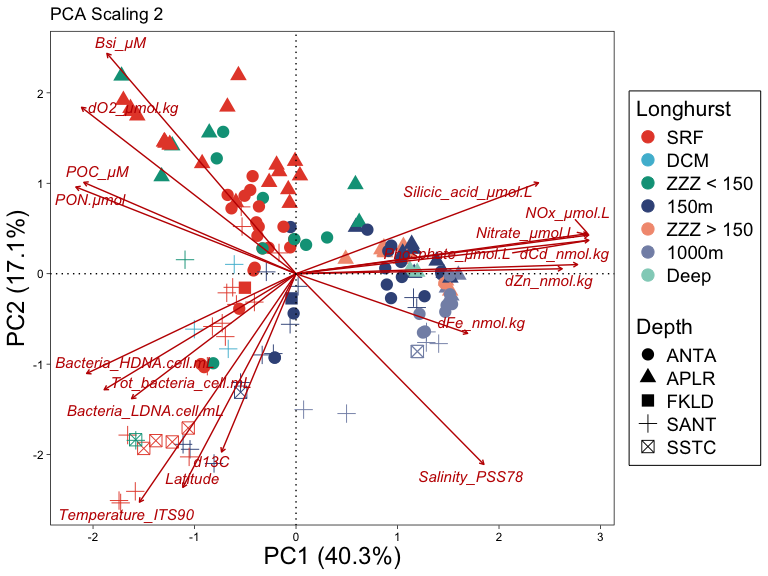 PCA Scaling 2
Bsi_µM
dO2_µmol.kg
POC_µM
PON.µmol
Silicic_acid_µmol.L
NOx_µmol.L
Nitrate_µmol.L
Phosphate_µmol.L
dCd_nmol.kg
dZn_nmol.kg
dFe_nmol.kg
Bacteria_HDNA.cell.mL
Tot_bacteria_cell.mL
Bacteria_LDNA.cell.mL
d13C
Latitude
Salinity_PSS78
Temperature_ITS90
2
1
0
-1
-2
PC2 (17.1%)
-2 -1 0 1 2 3
PC1 (40.3%)
Longhurst
SRF
DCM
ZZZ < 150
150m
ZZZ > 150
1000m
Deep
Depth
ANTA
APLR
FKLD
SANT
SSTC